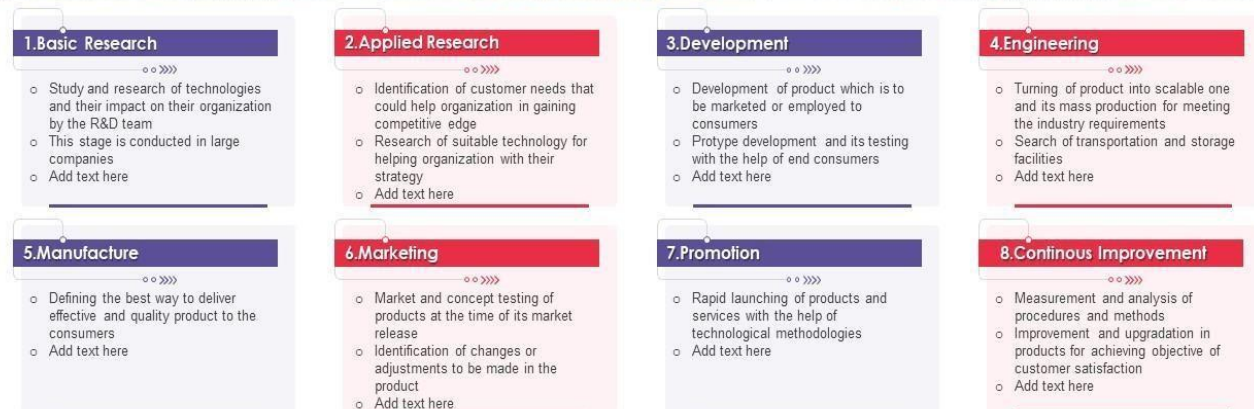 1.Basic Research
○ Study and research of technologies
and their impact on their organization
by the R&D team
○ This stage is conducted in large
companies
○ Add text here
2.Applied Research
○ Identification of customer needs that
could help organization in gaining
competitive edge
○ Research of suitable technology for
helping organization with their
strategy
○ Add text here
3.Development
○ Development of product which is to
be marketed or employed to
consumers
○ Protype development and its testing
with the help of end consumers
○ Add text here
4.Engineering
○ Turning of product into scalable one
and its mass production for meeting
the industry requirements
○ Search of transportation and storage
facilities
○ Add text here
5.Manufacture
○ Defining the best way to deliver
effective and quality product to the
consumers
○ Add text here
6.Marketing
○ Market and concept testing of
products at the time of its market
release
○ Identification of changes or
adjustments to be made in the
product
○ Add text here
7.Promotion
○ Rapid launching of products and
services with the help of
technological methodologies
○ Add text here
8.Continous Improvement
○ Measurement and analysis of
procedures and methods
○ Improvement and upgradation in
products for achieving objective of
customer satisfaction
○ Add text here